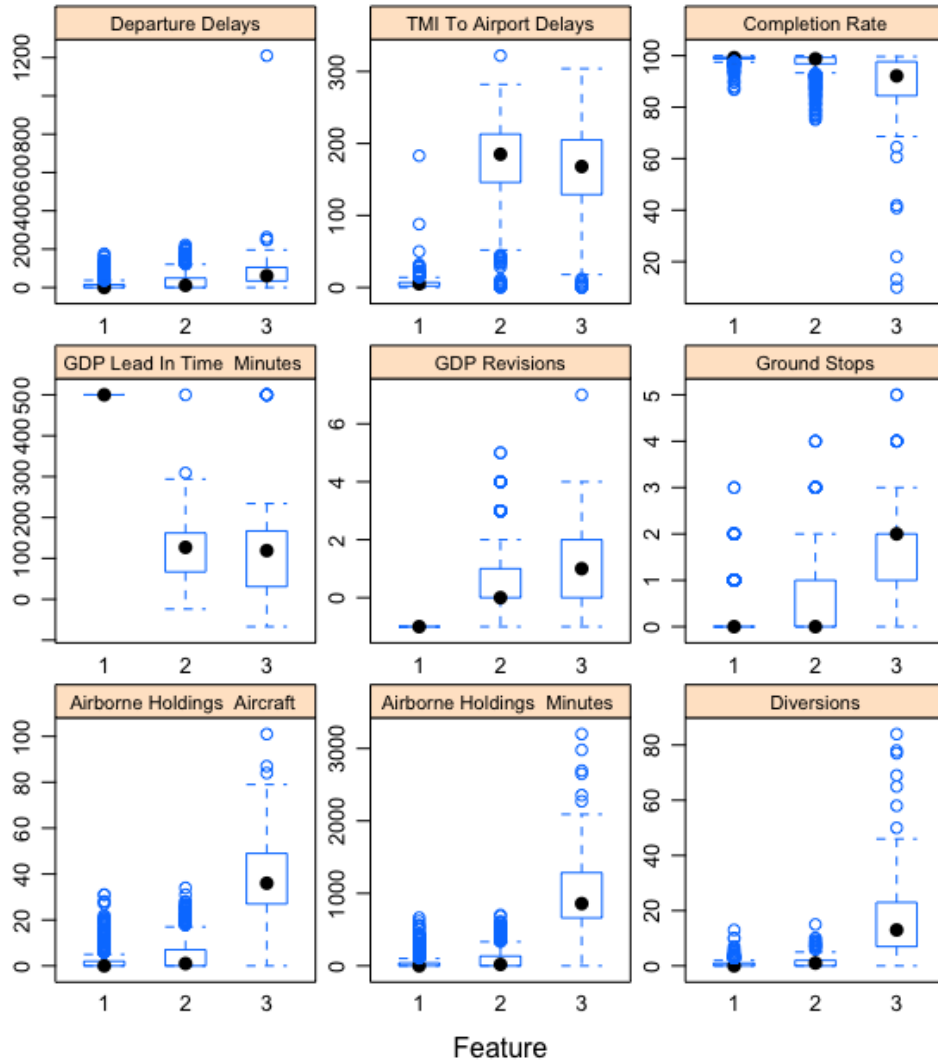 Departure Delays
TMI To Airport Delays
Completion Rate
0 200 400 600 800 1200
0 100 200 300
20 40 60 80 100
1 2 3
1 2 3
1 2 3
GDP Lead In Time Minutes
GDP Revisions
Ground Stops
0 100 200 300 400 500
0 2 4 6
0 1 2 3 4 5
1 2 3
1 2 3
1 2 3
Airborne Holdings Aircraft
Airborne Holdings Minutes
Diversions
0 20 40 60 80 100
0 1000 2000 3000
0 20 40 60 80
1 2 3
1 2 3
1 2 3
Feature